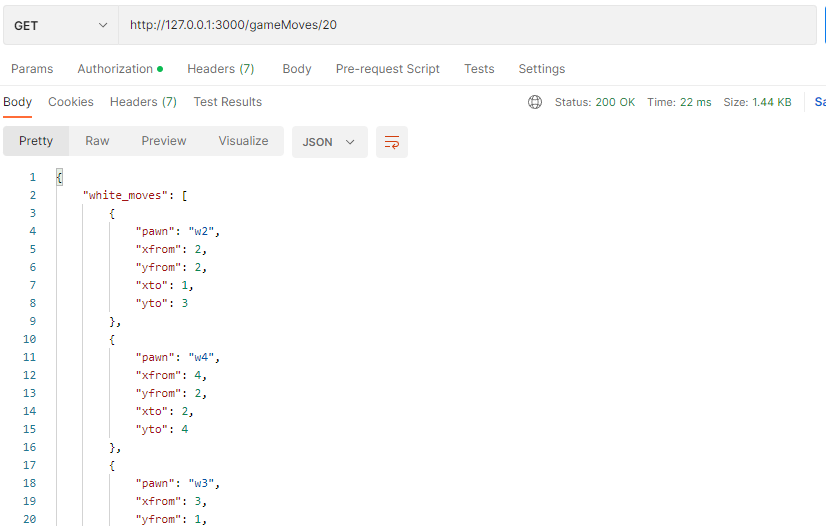 GET http://127.0.0.1:3000/gameMoves/20
Params Authorization Headers (7) Body Pre-request Script Tests Settings
Body Cookies Headers (7) Test Results Status: 200 OK Time: 22 ms Size: 1.44 KB Sa
Pretty Raw Preview Visualize JSON
1 {
2 "white_moves": [
3 {
4 "pawn": "w2",
5 "xfrom": 2,
6 "yfrom": 2,
7 "xto": 1,
8 "yto": 3
9 },
10 {
11 "pawn": "w4",
12 "xfrom": 4,
13 "yfrom": 2,
14 "xto": 2,
15 "yto": 4
16 },
17 {
18 "pawn": "w3",
19 "xfrom": 3,
20 "yfrom": 1,